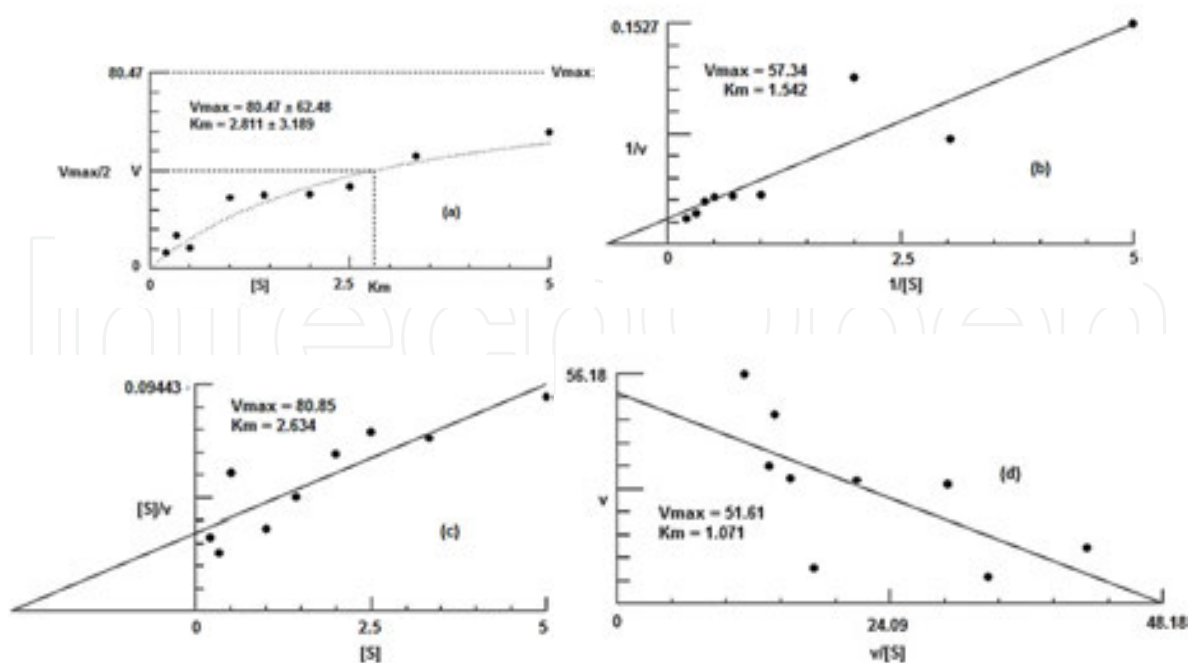 80.47
Vmax
Vmax = 80.47 ± 62.48
Km = 2.811 ± 3.189
Vmax/2
V
(a)
0
0
2.5
5
[S]
Km
0.1527
Vmax = 57.34
Km = 1.542
1/v
(b)
0
2.5
5
1/[S]
0.09443
Vmax = 80.85
Km = 2.634
[S]/v
(c)
0
2.5
5
[S]
56.18
v
(d)
Vmax = 51.61
Km = 1.071
0
24.09
48.188
v/[S]
IntechOpen